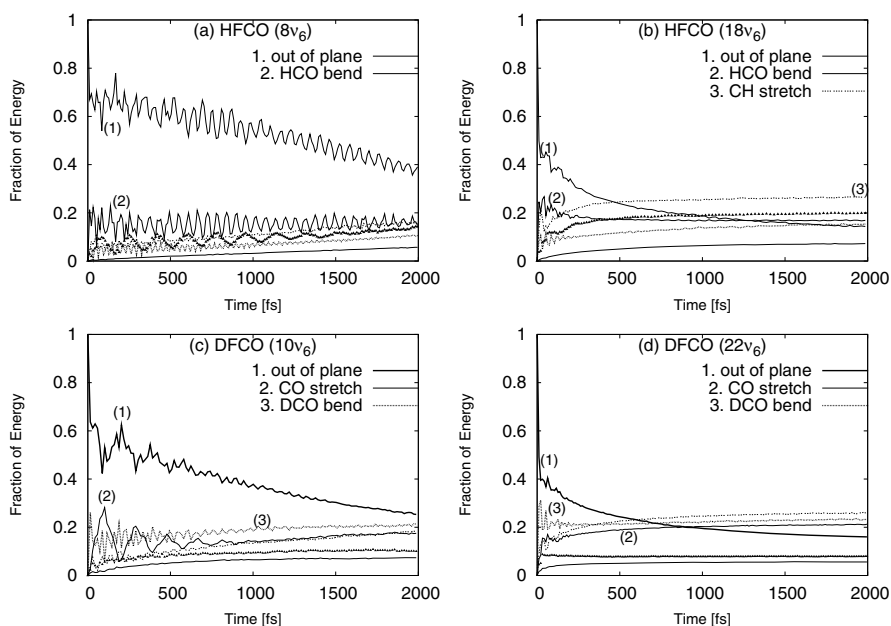 (a) HFCO (8ν₆)
1. out of plane
2. HCO bend
(1)
(2)
Fraction of Energy
1
0.8
0.6
0.4
0.2
0
0 500 1000 1500 2000
Time [fs]
(b) HFCO (18ν₆)
1. out of plane
2. HCO bend
3. CH stretch
(1)
(2)
(3)
Fraction of Energy
1
0.8
0.6
0.4
0.2
0
0 500 1000 1500 2000
Time [fs]
(c) DFCO (10ν₆)
1. out of plane
2. CO stretch
3. DCO bend
(1)
(2)
(3)
Fraction of Energy
1
0.8
0.6
0.4
0.2
0
0 500 1000 1500 2000
Time [fs]
(d) DFCO (22ν₆)
1. out of plane
2. CO stretch
3. DCO bend
(1)
(3)
(2)
Fraction of Energy
1
0.8
0.6
0.4
0.2
0
0 500 1000 1500 2000
Time [fs]